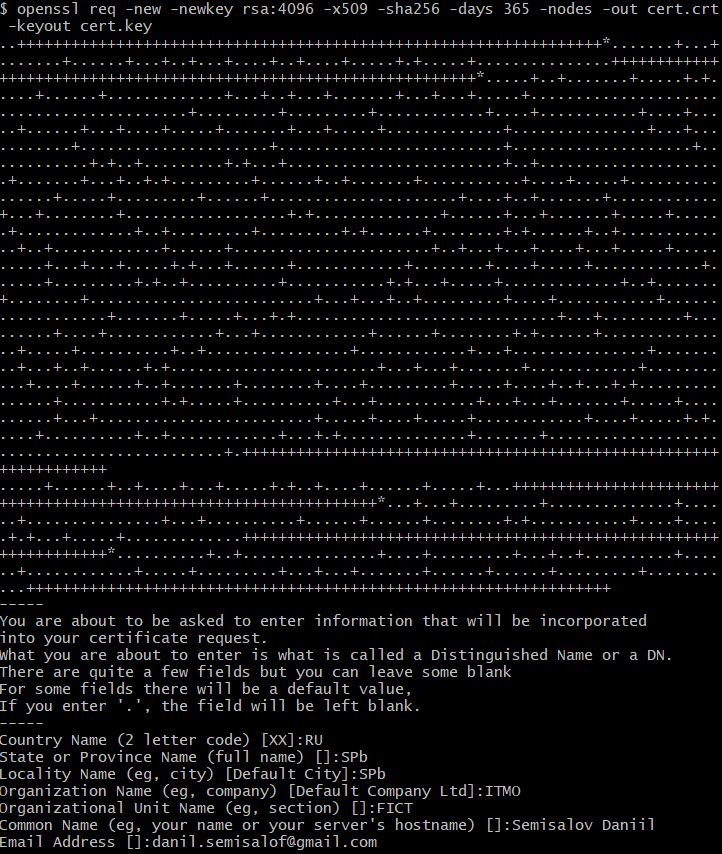 $ openssl req -new -newkey rsa:4096 -x509 -sha256 -days 365 -nodes -out cert.crt
-keyout cert.key
-----
You are about to be asked to enter information that will be incorporated
into your certificate request.
What you are about to enter is what is called a Distinguished Name or a DN.
There are quite a few fields but you can leave some blank
For some fields there will be a default value,
If you enter '.', the field will be left blank.
-----
Country Name (2 letter code) [XX]:RU
State or Province Name (full name) []:SPb
Locality Name (eg, city) [Default City]:SPb
Organization Name (eg, company) [Default Company Ltd]:ITMO
Organizational Unit Name (eg, section) []:FICT
Common Name (eg, your name or your server's hostname) []:Semisalov Daniil
Email Address []:danil.semisalof@gmail.com